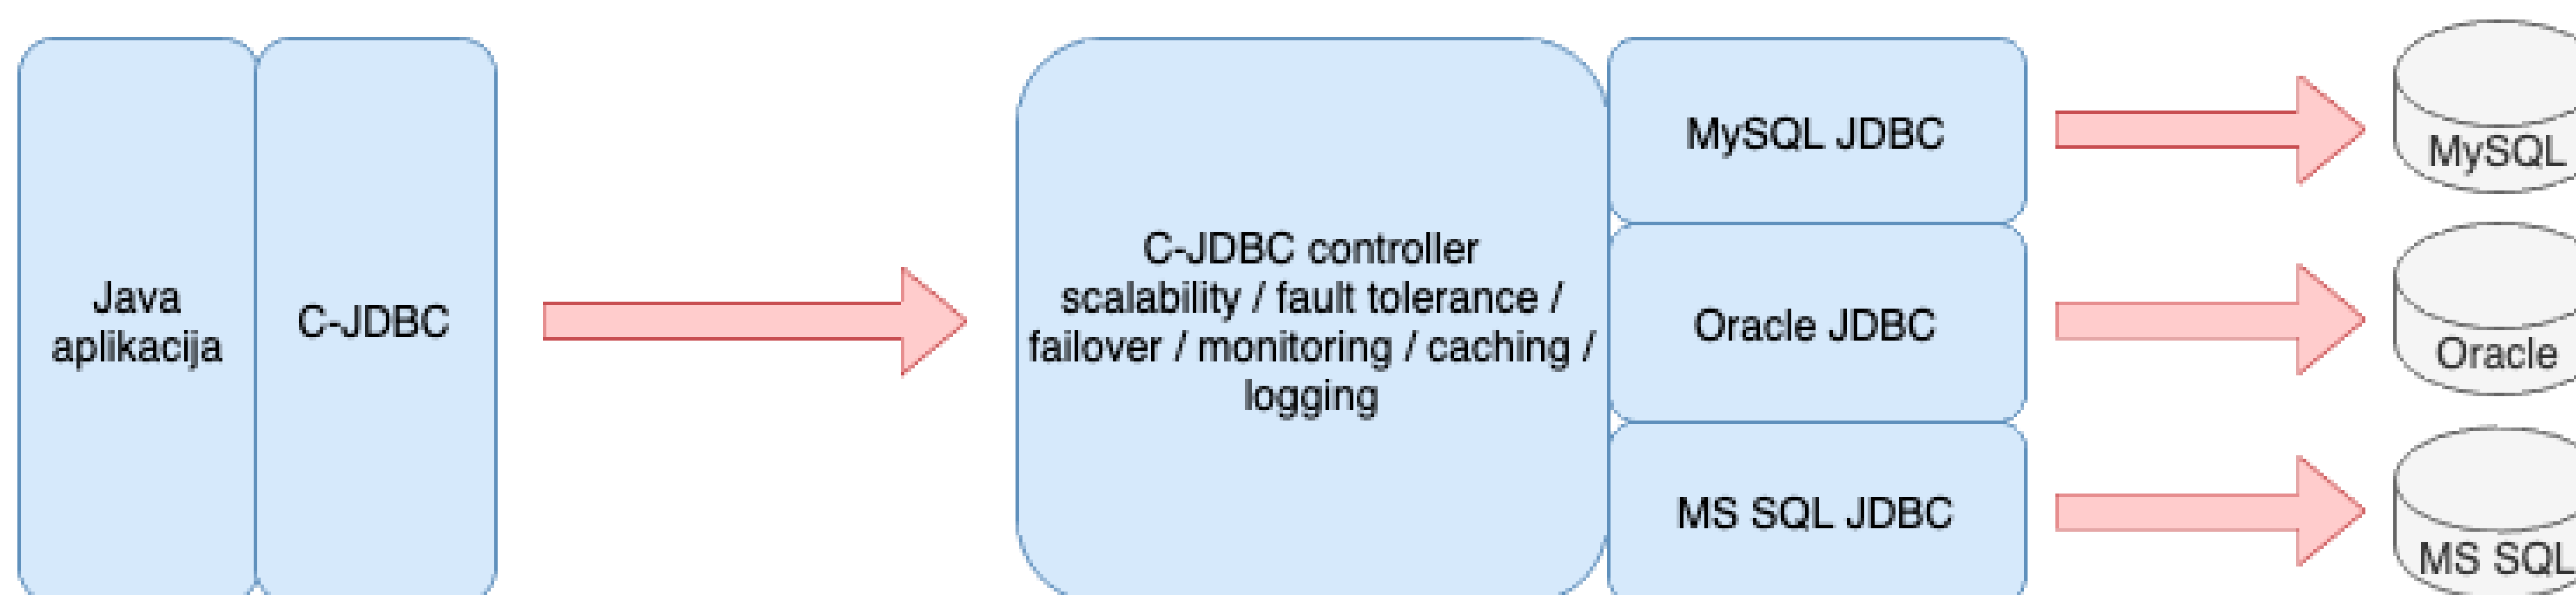 Java
aplikacija
C-JDBC
C-JDBC controller
scalability / fault tolerance /
failover / monitoring / caching /
logging
MySQL JDBC
Oracle JDBC
MS SQL JDBC
MySQL
Oracle
MS SQL